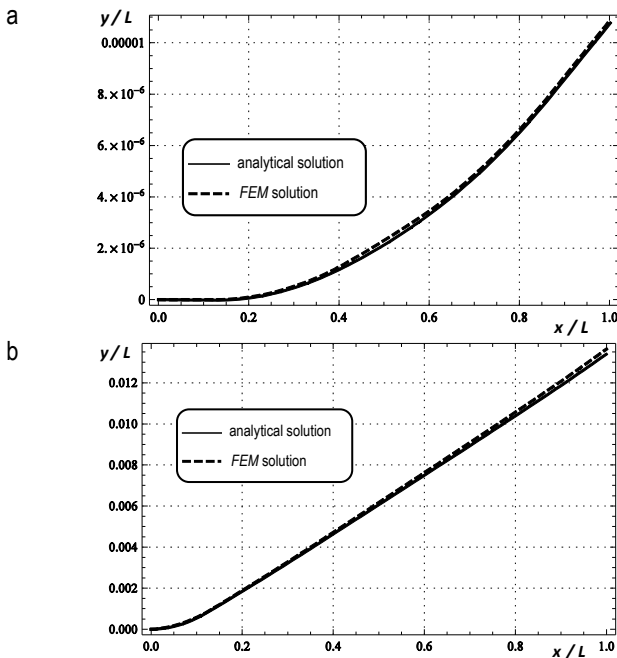 a
y / L
0.00001
8. × 10⁻⁶
6. × 10⁻⁶
4. × 10⁻⁶
2. × 10⁻⁶
0
analytical solution
FEM solution
0.0 0.2 0.4 0.6 0.8 1.0
x / L
b
y / L
0.012
0.010
0.008
0.006
0.004
0.002
0.000
analytical solution
FEM solution
0.0 0.2 0.4 0.6 0.8 1.0
x / L